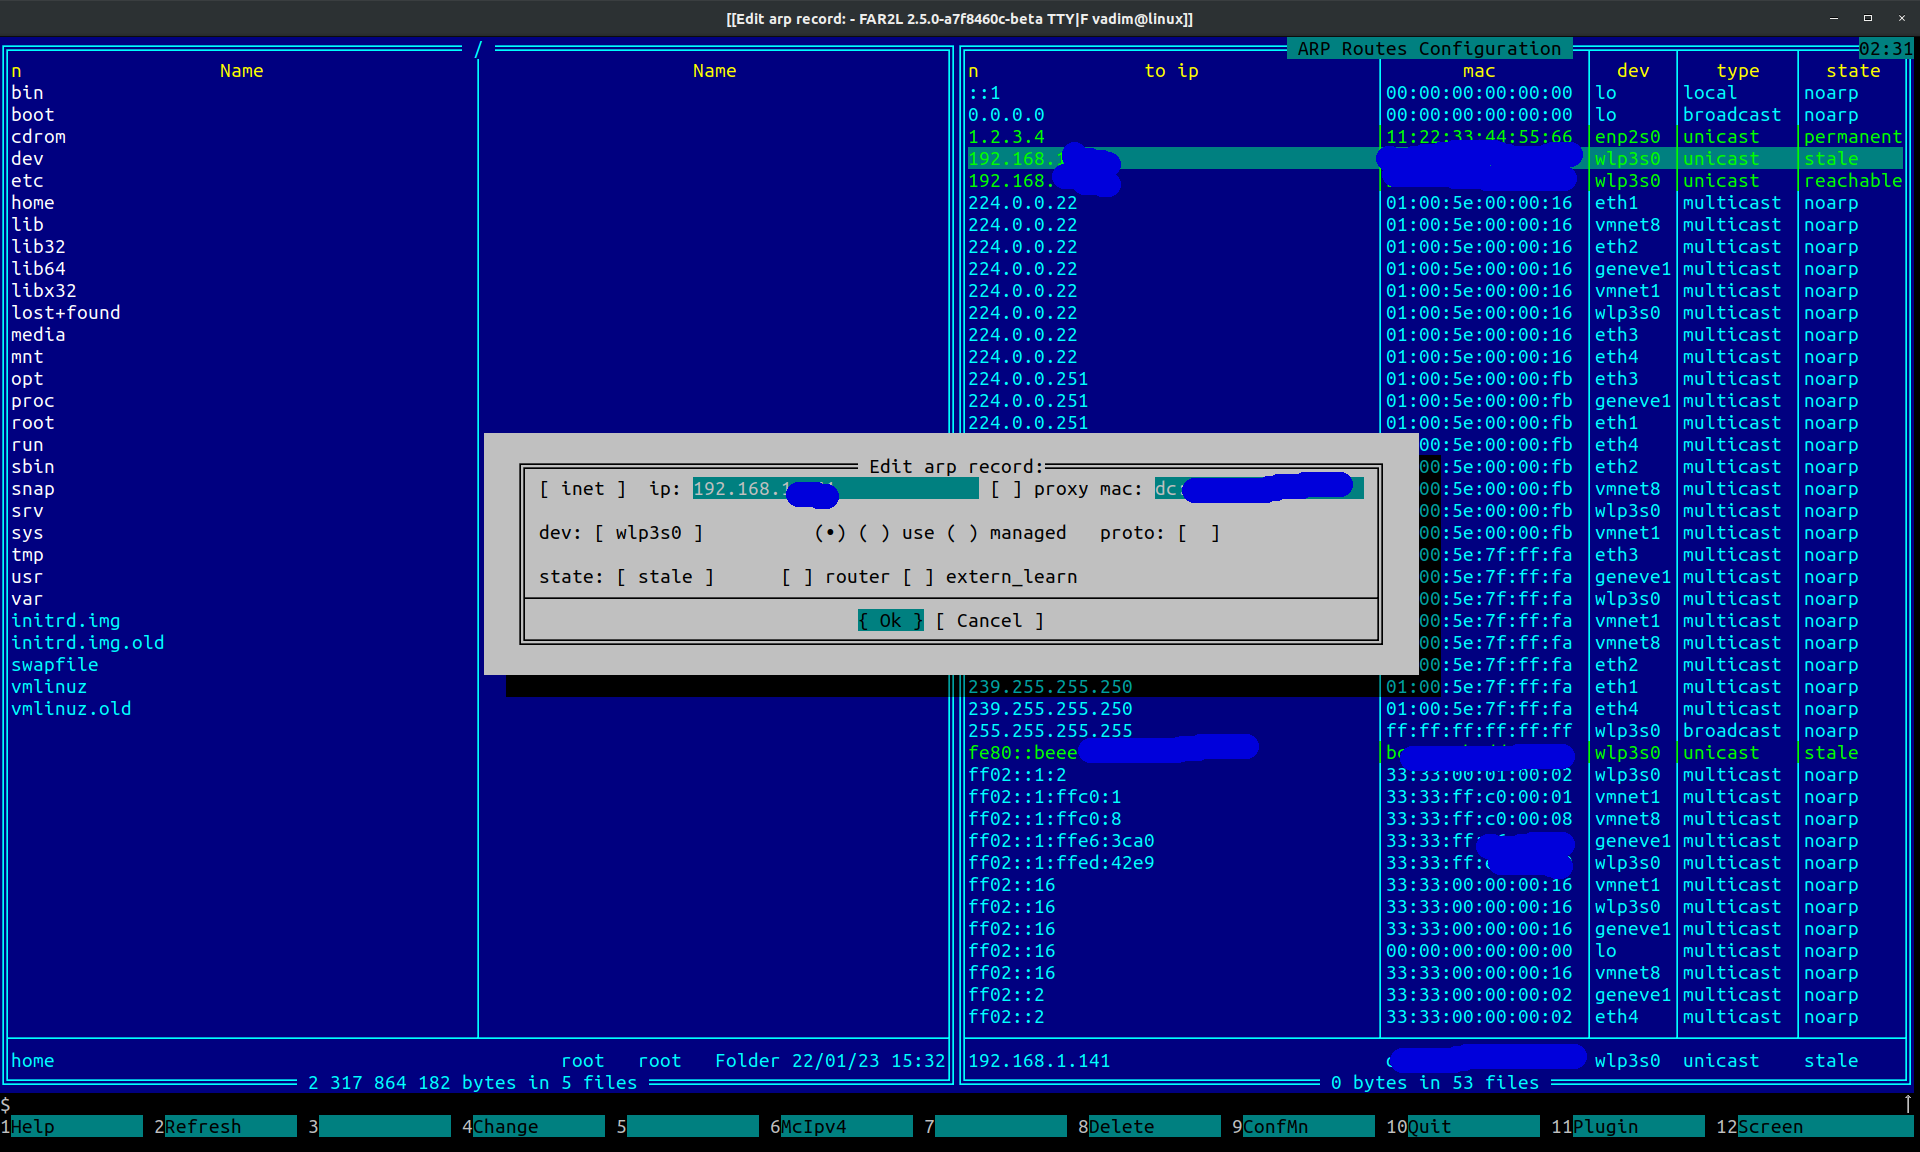 [[Edit arp record: - FAR2L 2.5.0-a7f8460c-beta TTY|F vadim@linux]]
/
ARP Routes Configuration 02:31
n Name Name
bin
boot
cdrom
dev
etc
home
lib
lib32
lib64
libx32
lost+found
media
mnt
opt
proc
root
run
sbin
snap
srv
sys
tmp
usr
var
initrd.img
initrd.img.old
swapfile
vmlinuz
vmlinuz.old
home root root Folder 22/01/23 15:32
2 317 864 182 bytes in 5 files
n to ip mac dev type state
::1 00:00:00:00:00:00 lo local noarp
0.0.0.0 00:00:00:00:00:00 lo broadcast noarp
1.2.3.4 11:22:33:44:55:66 enp2s0 unicast permanent
192.168. wlp3s0 unicast stale
192.168. wlp3s0 unicast reachable
224.0.0.22 01:00:5e:00:00:16 eth1 multicast noarp
224.0.0.22 01:00:5e:00:00:16 vmnet8 multicast noarp
224.0.0.22 01:00:5e:00:00:16 eth2 multicast noarp
224.0.0.22 01:00:5e:00:00:16 geneve1 multicast noarp
224.0.0.22 01:00:5e:00:00:16 vmnet1 multicast noarp
224.0.0.22 01:00:5e:00:00:16 wlp3s0 multicast noarp
224.0.0.22 01:00:5e:00:00:16 eth3 multicast noarp
224.0.0.22 01:00:5e:00:00:16 eth4 multicast noarp
224.0.0.251 01:00:5e:00:00:fb eth3 multicast noarp
224.0.0.251 01:00:5e:00:00:fb geneve1 multicast noarp
224.0.0.251 01:00:5e:00:00:fb eth1 multicast noarp
00:5e:00:00:fb eth4 multicast noarp
00:5e:00:00:fb eth2 multicast noarp
00:5e:00:00:fb vmnet8 multicast noarp
00:5e:00:00:fb wlp3s0 multicast noarp
00:5e:00:00:fb vmnet1 multicast noarp
00:5e:7f:ff:fa eth3 multicast noarp
00:5e:7f:ff:fa geneve1 multicast noarp
00:5e:7f:ff:fa wlp3s0 multicast noarp
00:5e:7f:ff:fa vmnet1 multicast noarp
00:5e:7f:ff:fa vmnet8 multicast noarp
00:5e:7f:ff:fa eth2 multicast noarp
239.255.255.250 01:00:5e:7f:ff:fa eth1 multicast noarp
239.255.255.250 01:00:5e:7f:ff:fa eth4 multicast noarp
255.255.255.255 ff:ff:ff:ff:ff:ff wlp3s0 broadcast noarp
fe80::beee wlp3s0 unicast stale
ff02::1:2 33:33:00:01:00:02 wlp3s0 multicast noarp
ff02::1:ffc0:1 33:33:ff:c0:00:01 vmnet1 multicast noarp
ff02::1:ffc0:8 33:33:ff:c0:00:08 vmnet8 multicast noarp
ff02::1:ffe6:3ca0 33:33:ff: geneve1 multicast noarp
ff02::1:ffed:42e9 33:33:ff: wlp3s0 multicast noarp
ff02::16 33:33:00:00:00:16 vmnet1 multicast noarp
ff02::16 33:33:00:00:00:16 wlp3s0 multicast noarp
ff02::16 33:33:00:00:00:16 geneve1 multicast noarp
ff02::16 00:00:00:00:00:00 lo multicast noarp
ff02::16 33:33:00:00:00:16 vmnet8 multicast noarp
ff02::2 33:33:00:00:00:02 geneve1 multicast noarp
ff02::2 33:33:00:00:00:02 eth4 multicast noarp
192.168.1.141 wlp3s0 unicast stale
0 bytes in 53 files
Edit arp record:
[ inet ] ip: 192.168.1 [ ] proxy mac: dc
dev: [ wlp3s0 ] (•) ( ) use ( ) managed proto: [ ]
state: [ stale ] [ ] router [ ] extern_learn
{ Ok } [ Cancel ]
$ ↑
1Help 2Refresh 3 4Change 5 6McIpv4 7 8Delete 9ConfMn 10Quit 11Plugin 12Screen